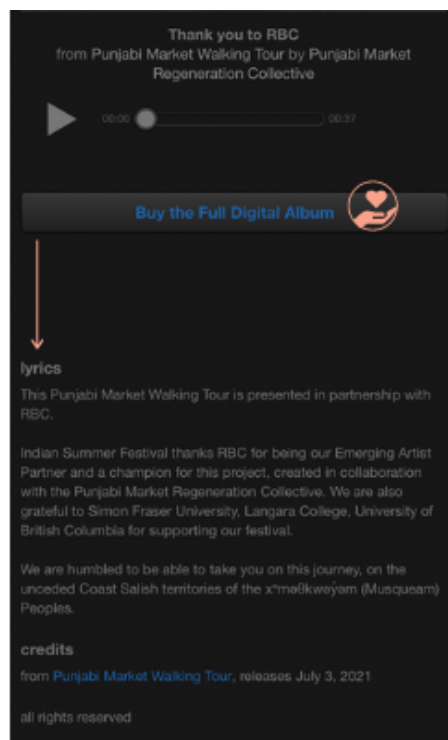 Thank you to RBC
from Punjabi Market Walking Tour by Punjabi Market
Regeneration Collective
00:00
00:37
Buy the Full Digital Album
lyrics
This Punjabi Market Walking Tour is presented in partnership with
RBC.
Indian Summer Festival thanks RBC for being our Emerging Artist
Partner and a champion for this project, created in collaboration
with the Punjabi Market Regeneration Collective. We are also
grateful to Simon Fraser University, Langara College, University of
British Columbia for supporting our festival.
We are humbled to be able to take you on this journey, on the
unceded Coast Salish territories of the xʷməθkwəy̓əm (Musqueam)
Peoples.
credits
from Punjabi Market Walking Tour, releases July 3, 2021
all rights reserved